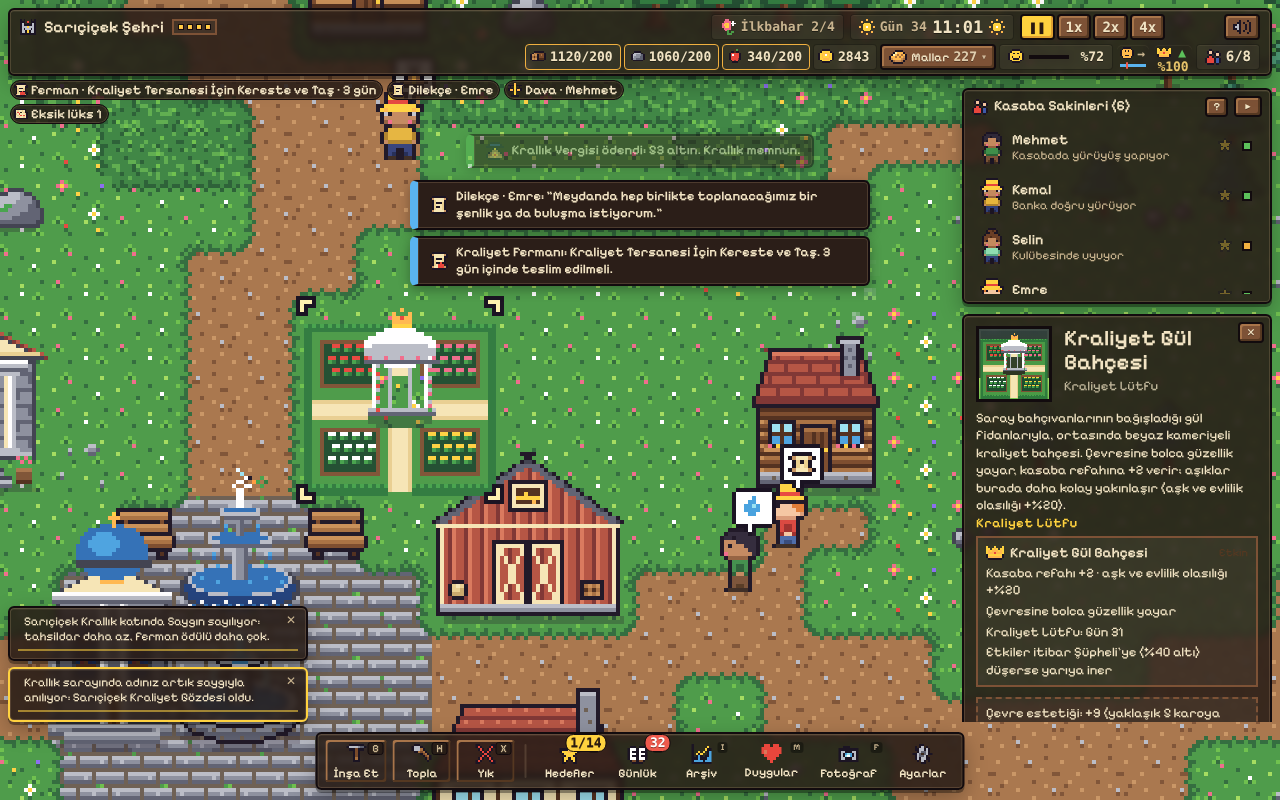 Sarıçiçek Şehri
İlkbahar 2/4
Gün 34 11:01
1x
2x
4x
1120/200
1060/200
340/200
2843
Mallar 227
%72
%100
6/8
Ferman · Kraliyet Tersanesi İçin Kereste ve Taş · 3 gün
Dilekçe · Emre
Dava · Mehmet
Eksik lüks 1
Krallık Vergisi ödendi: 83 altın. Krallık memnun.
Dilekçe · Emre: "Meydanda hep birlikte toplanacağımız bir
şenlik ya da buluşma istiyorum."
Kraliyet Fermanı: Kraliyet Tersanesi İçin Kereste ve Taş. 3
gün içinde teslim edilmeli.
Kasaba Sakinleri (6)
?
Mehmet
Kasabada yürüyüş yapıyor
Kemal
Banka doğru yürüyor
Selin
Kulübesinde uyuyor
Emre
Kraliyet Gül
Bahçesi
Kraliyet Lütfu
Saray bahçıvanlarının bağışladığı gül
fidanlarıyla, ortasında beyaz kameriyeli
kraliyet bahçesi. Çevresine bolca güzellik
yayar, kasaba refahına +2 verir; aşıklar
burada daha kolay yakınlaşır (aşk ve evlilik
olasılığı +%20).
Kraliyet Lütfu
Kraliyet Gül Bahçesi
Kasaba refahı +2 · aşk ve evlilik olasılığı
+%20
Çevresine bolca güzellik yayar
Kraliyet Lütfu: Gün 31
Etkiler itibar Şüpheli'ye (%40 altı)
düşerse yarıya iner
Çevre estetiği: +9 (yaklaşık 8 karoya
Sarıçiçek Krallık katında Saygın sayılıyor:
tahsildar daha az, ferman ödülü daha çok.
Krallık sarayında adınız artık saygıyla
anılıyor: Sarıçiçek Kraliyet Gözdesi oldu.
İnşa Et
G
Topla
H
Yık
X
Hedefler
1/14
Günlük
32
Arşiv
I
Duygular
M
Fotoğraf
F
Ayarlar